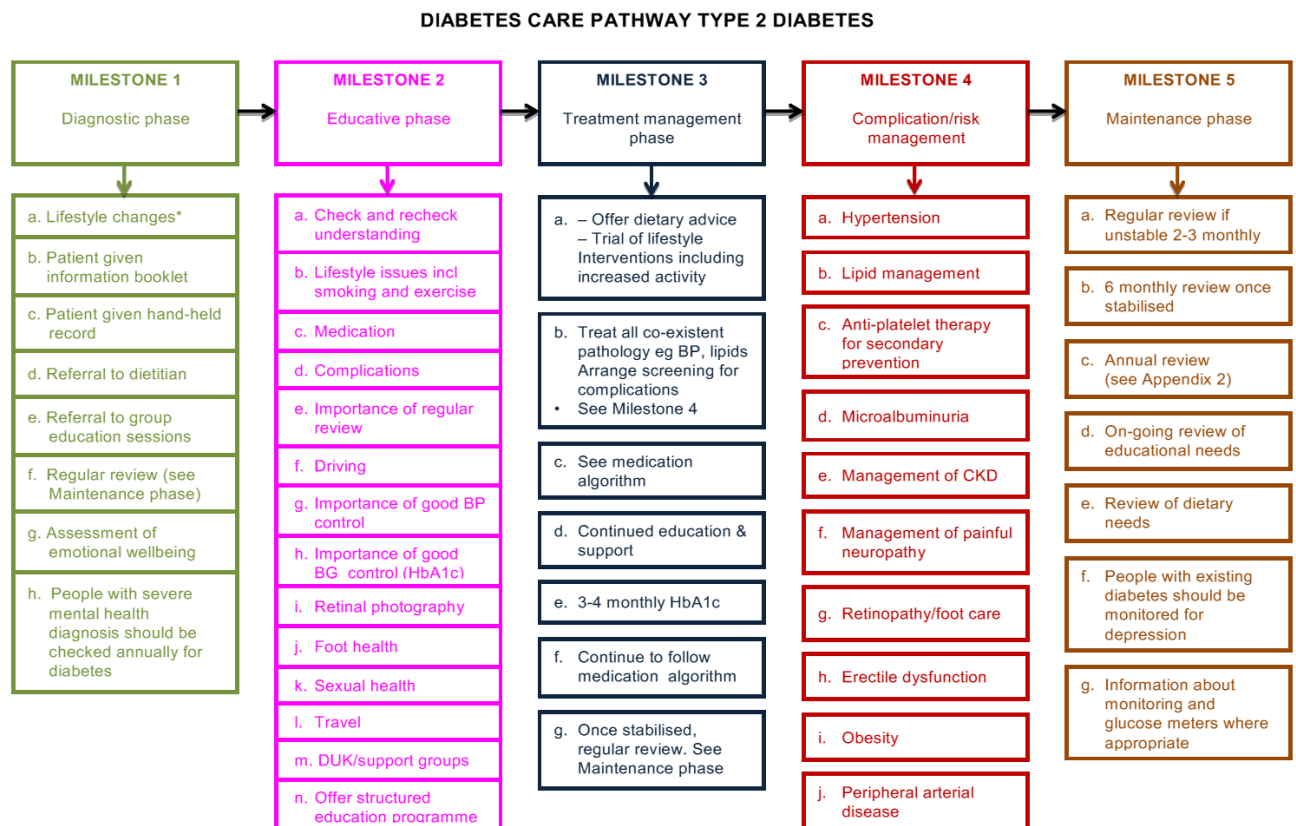 DIABETES CARE PATHWAY TYPE 2 DIABETES
MILESTONE 1
Diagnostic phase
a. Lifestyle changes*
b. Patient given
information booklet
c. Patient given hand-held
record
d. Referral to dietitian
e. Referral to group
education sessions
f. Regular review (see
Maintenance phase)
g. Assessment of
emotional wellbeing
h. People with severe
mental health
diagnosis should be
checked annually for
diabetes
MILESTONE 2
Educative phase
a. Check and recheck
understanding
b. Lifestyle issues incl
smoking and exercise
c. Medication
d. Complications
e. Importance of regular
review
f. Driving
g. Importance of good BP
control
h. Importance of good
BG control (HbA1c)
i. Retinal photography
j. Foot health
k. Sexual health
l. Travel
m. DUK/support groups
n. Offer structured
education programme
MILESTONE 3
Treatment management
phase
a. – Offer dietary advice
– Trial of lifestyle
Interventions including
increased activity
b. Treat all co-existent
pathology eg BP, lipids
Arrange screening for
complications
• See Milestone 4
c. See medication
algorithm
d. Continued education &
support
e. 3-4 monthly HbA1c
f. Continue to follow
medication algorithm
g. Once stabilised,
regular review. See
Maintenance phase
MILESTONE 4
Complication/risk
management
a. Hypertension
b. Lipid management
c. Anti-platelet therapy
for secondary
prevention
d. Microalbuminuria
e. Management of CKD
f. Management of painful
neuropathy
g. Retinopathy/foot care
h. Erectile dysfunction
i. Obesity
j. Peripheral arterial
disease
MILESTONE 5
Maintenance phase
a. Regular review if
unstable 2-3 monthly
b. 6 monthly review once
stabilised
c. Annual review
(see Appendix 2)
d. On-going review of
educational needs
e. Review of dietary
needs
f. People with existing
diabetes should be
monitored for
depression
g. Information about
monitoring and
glucose meters where
appropriate